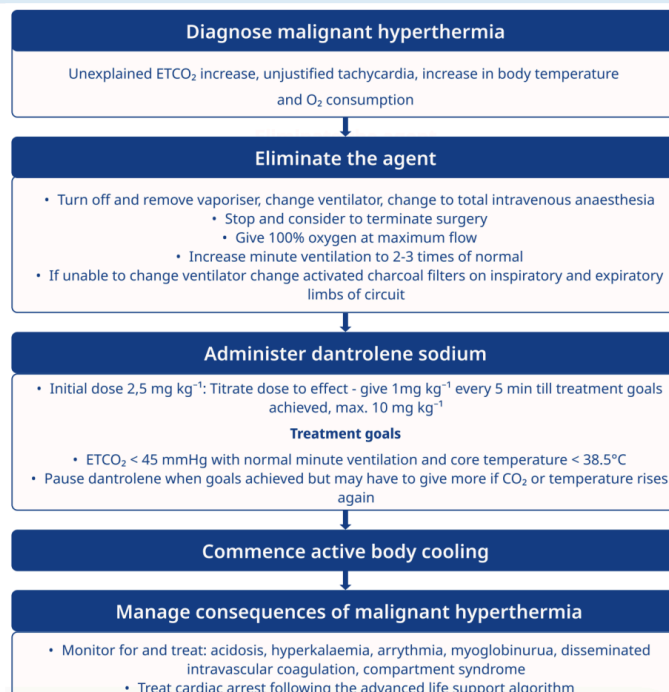 Diagnose malignant hyperthermia
Unexplained ETCO₂ increase, unjustified tachycardia, increase in body temperature
and O₂ consumption
Eliminate the agent
• Turn off and remove vaporiser, change ventilator, change to total intravenous anaesthesia
• Stop and consider to terminate surgery
• Give 100% oxygen at maximum flow
• Increase minute ventilation to 2-3 times of normal
• If unable to change ventilator change activated charcoal filters on inspiratory and expiratory
limbs of circuit
Administer dantrolene sodium
• Initial dose 2,5 mg kg⁻¹: Titrate dose to effect - give 1mg kg⁻¹ every 5 min till treatment goals
achieved, max. 10 mg kg⁻¹
Treatment goals
• ETCO₂ < 45 mmHg with normal minute ventilation and core temperature < 38.5°C
• Pause dantrolene when goals achieved but may have to give more if CO₂ or temperature rises
again
Commence active body cooling
Manage consequences of malignant hyperthermia
• Monitor for and treat: acidosis, hyperkalaemia, arrythmia, myoglobinurua, disseminated
intravascular coagulation, compartment syndrome
• Treat cardiac arrest following the advanced life support algorithm